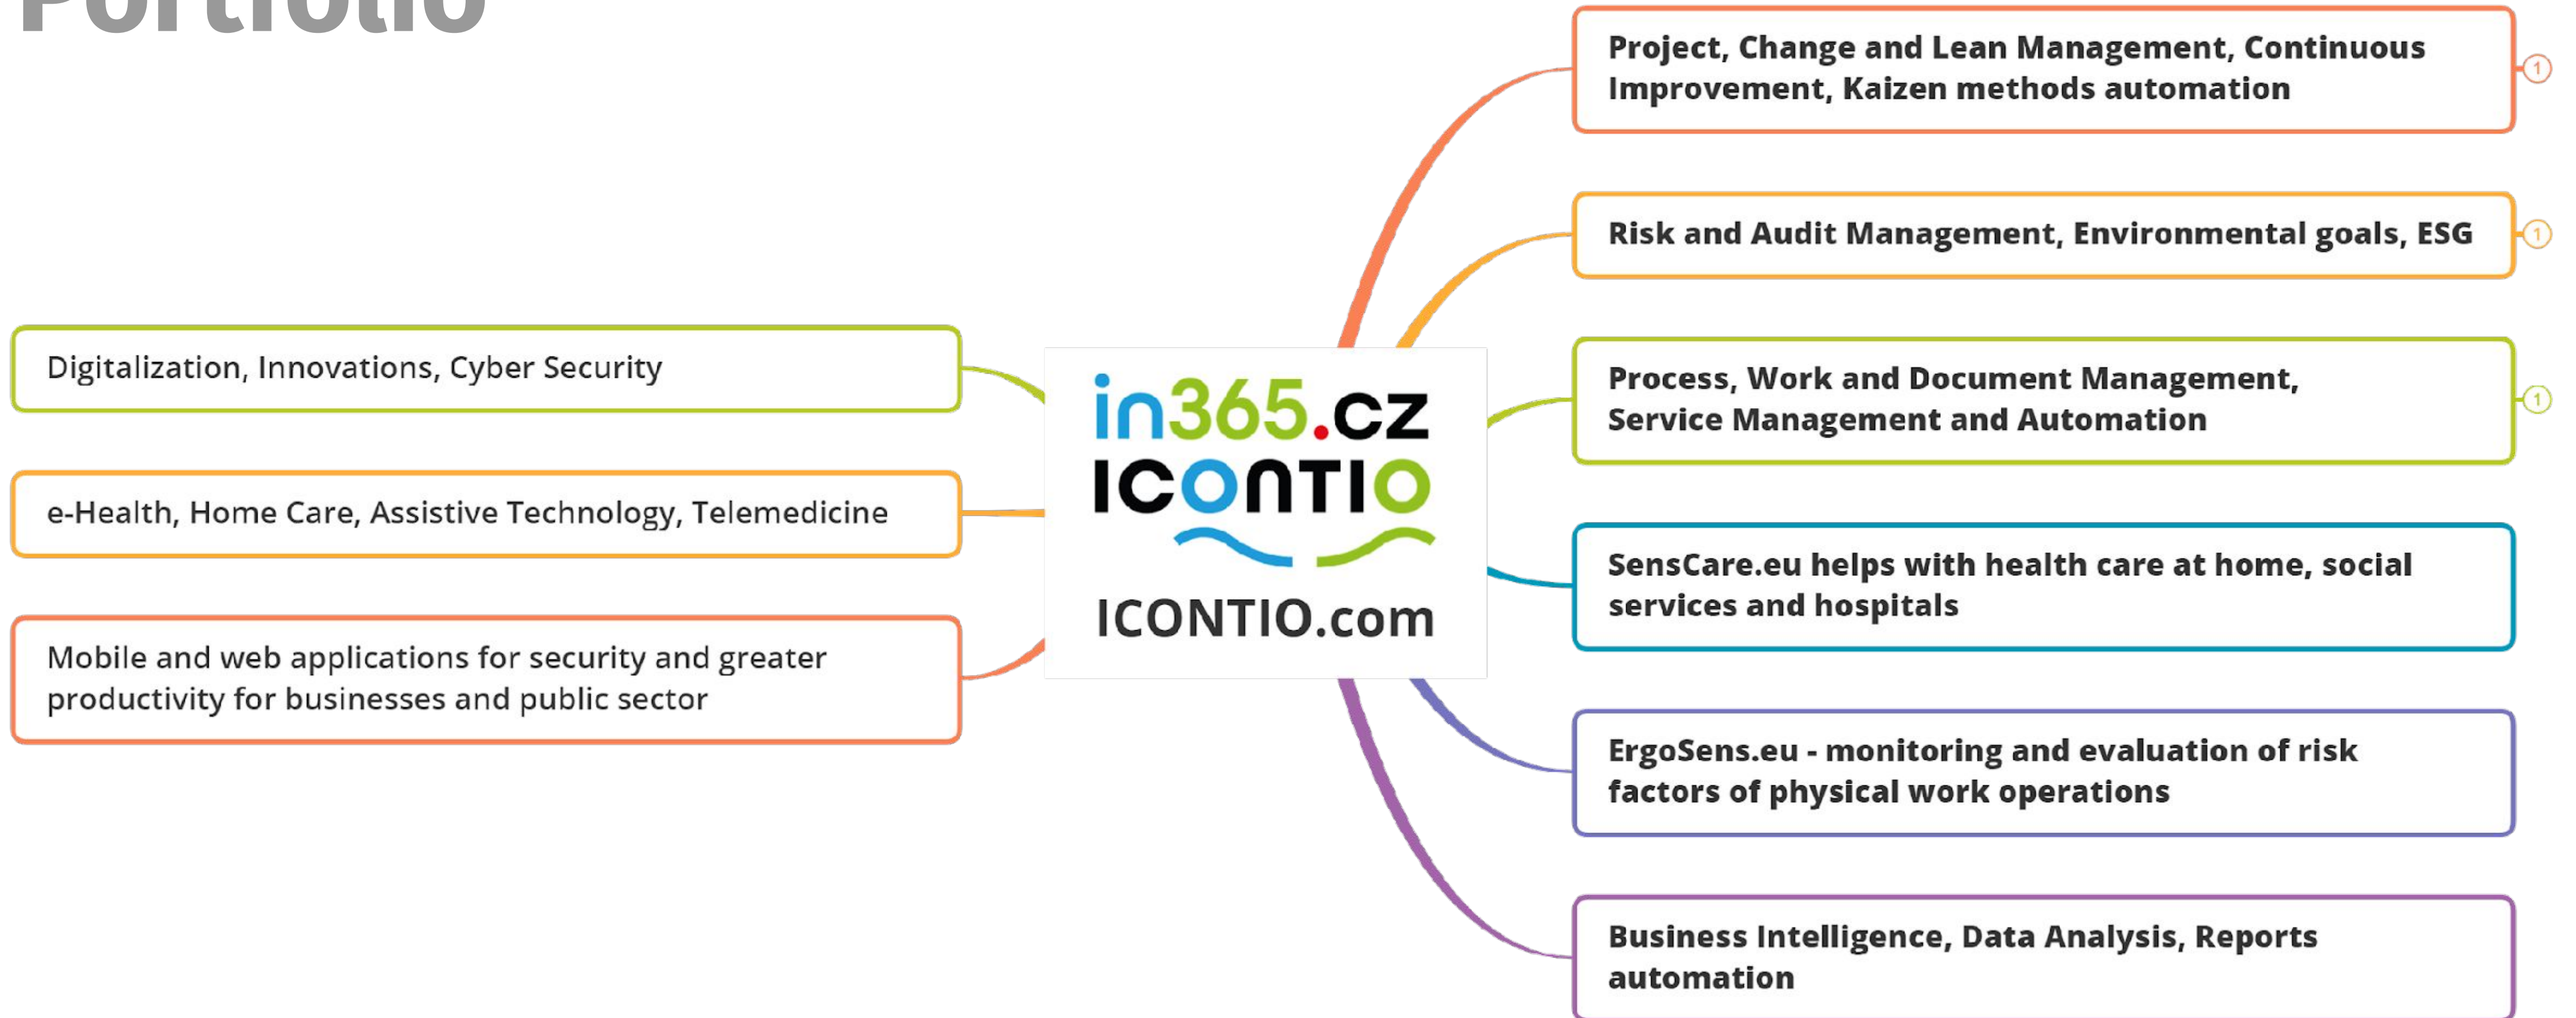 Portfolio
Digitalization, Innovations, Cyber Security
e-Health, Home Care, Assistive Technology, Telemedicine
Mobile and web applications for security and greater
productivity for businesses and public sector
in365.cz
ICONTIO
ICONTIO.com
Project, Change and Lean Management, Continuous
Improvement, Kaizen methods automation
1
Risk and Audit Management, Environmental goals, ESG
1
Process, Work and Document Management,
Service Management and Automation
1
SensCare.eu helps with health care at home, social
services and hospitals
ErgoSens.eu - monitoring and evaluation of risk
factors of physical work operations
Business Intelligence, Data Analysis, Reports
automation